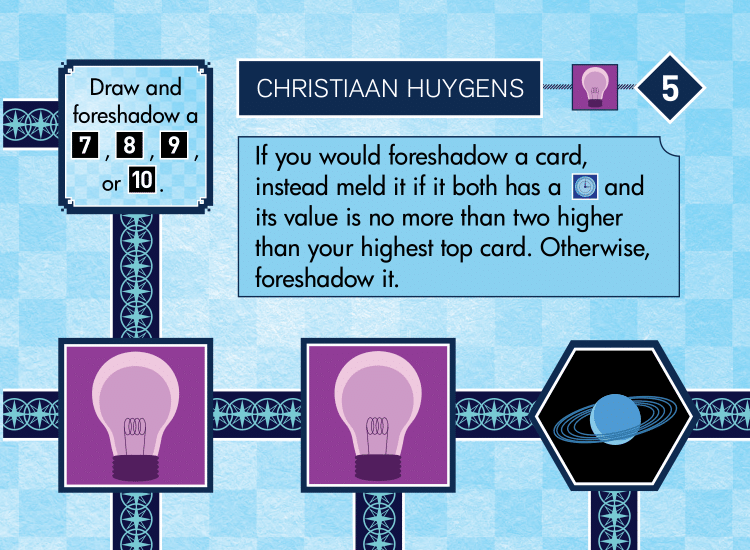 Draw and
foreshadow a
7, 8, 9,
or 10.
CHRISTIAAN HUYGENS
5
If you would foreshadow a card,
instead meld it if it both has a and
its value is no more than two higher
than your highest top card. Otherwise,
foreshadow it.